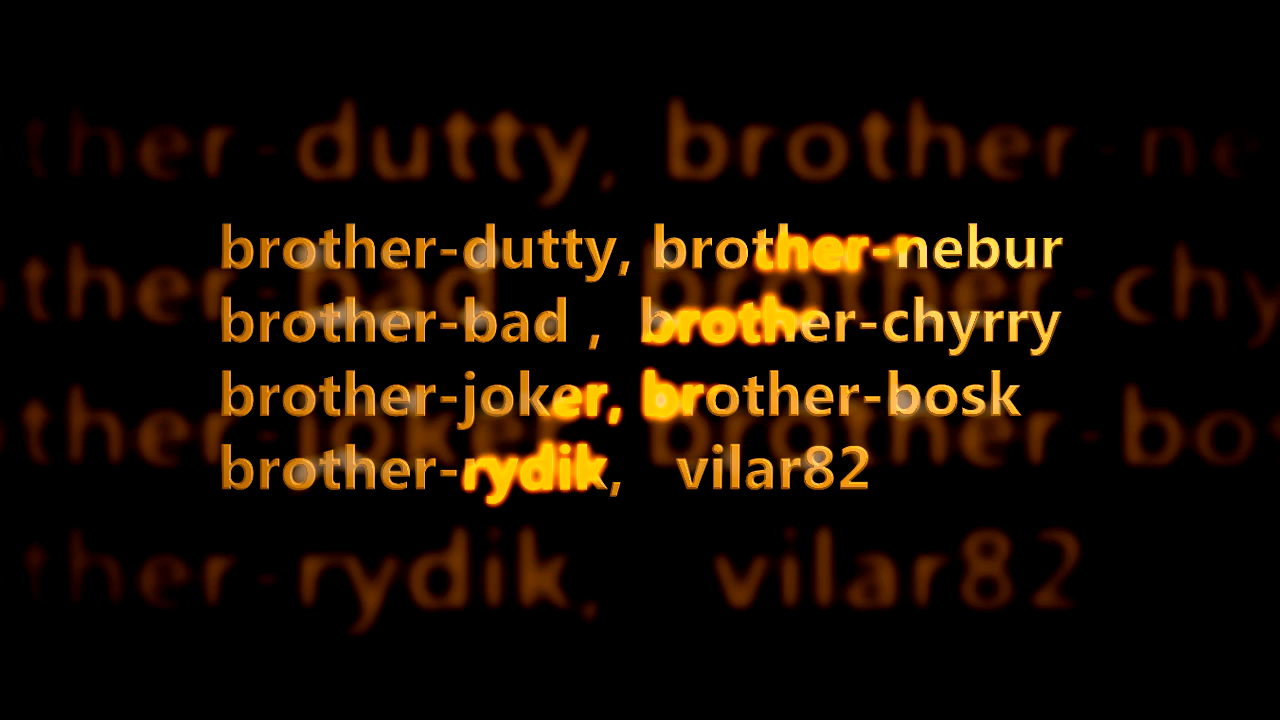 brother-dutty, brother-nebur
brother-bad , brother-chyrry
brother-joker, brother-bosk
brother-rydik, vilar82